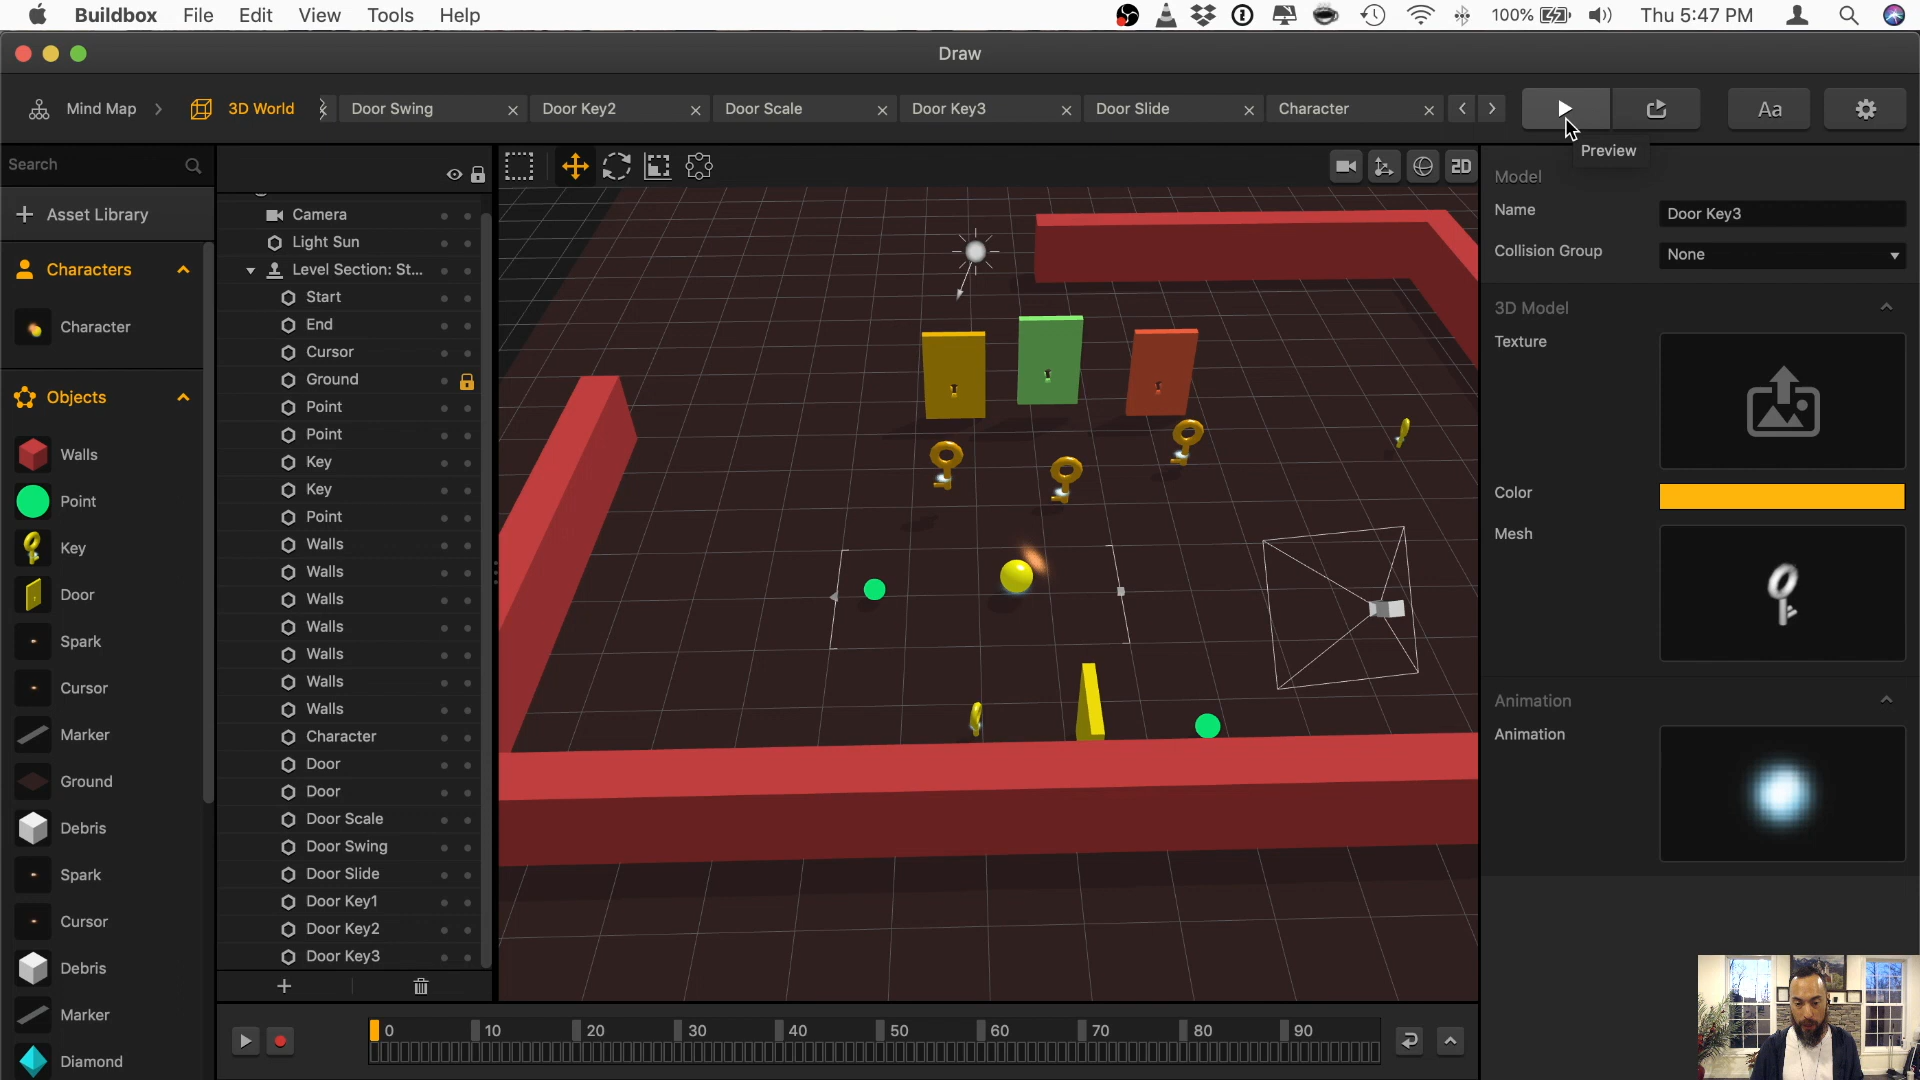 Buildbox File Edit View Tools Help
100% Thu 5:47 PM
Draw
Mind Map 3D World Door Swing Door Key2 Door Scale Door Key3 Door Slide Character Aa
Preview
Search
Asset Library
Characters
Character
Objects
Walls
Point
Key
Door
Spark
Cursor
Marker
Ground
Debris
Spark
Cursor
Debris
Marker
Diamond
Camera
Light Sun
Level Section: St...
Start
End
Cursor
Ground
Point
Point
Key
Key
Point
Walls
Walls
Walls
Walls
Walls
Walls
Walls
Character
Door
Door
Door Scale
Door Swing
Door Slide
Door Key1
Door Key2
Door Key3
2D
0 10 20 30 40 50 60 70 80 90
Model
Name Door Key3
Collision Group None
3D Model
Texture
Color
Mesh
Animation
Animation